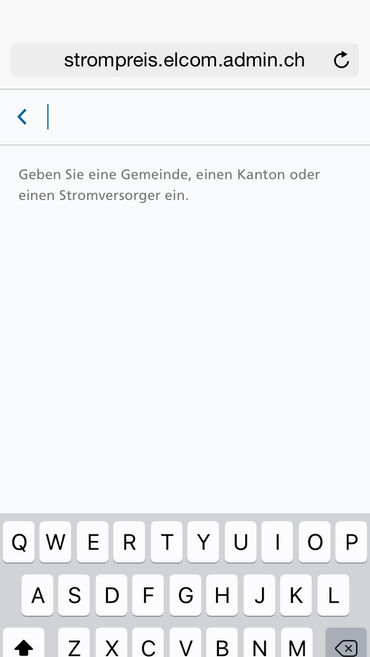 strompreis.elcom.admin.ch
Geben Sie eine Gemeinde, einen Kanton oder
einen Stromversorger ein.
Q W E R T Y U I O P
A S D F G H J K L
Z X C V B N M